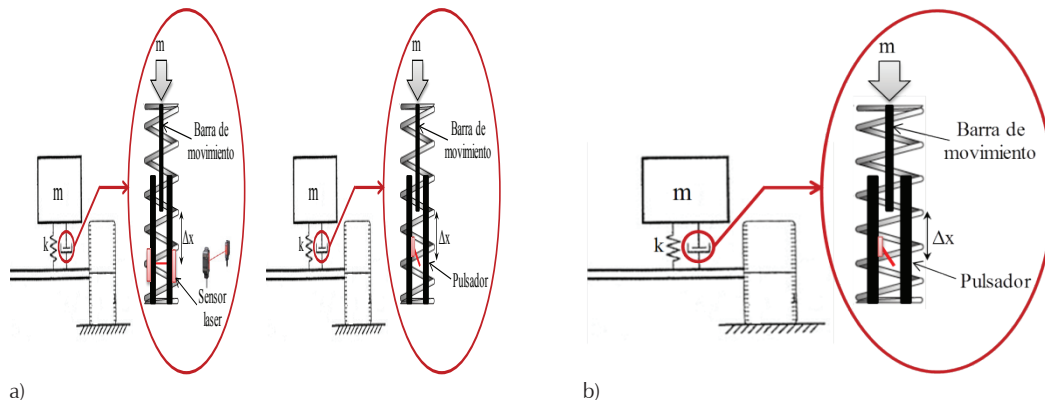 m
Barra de
movimiento
m
k
Δx
Sensor
laser
m
Barra de
movimiento
m
k
Δx
Pulsador
a)
m
Barra de
movimiento
m
k
Δx
Pulsador
b)